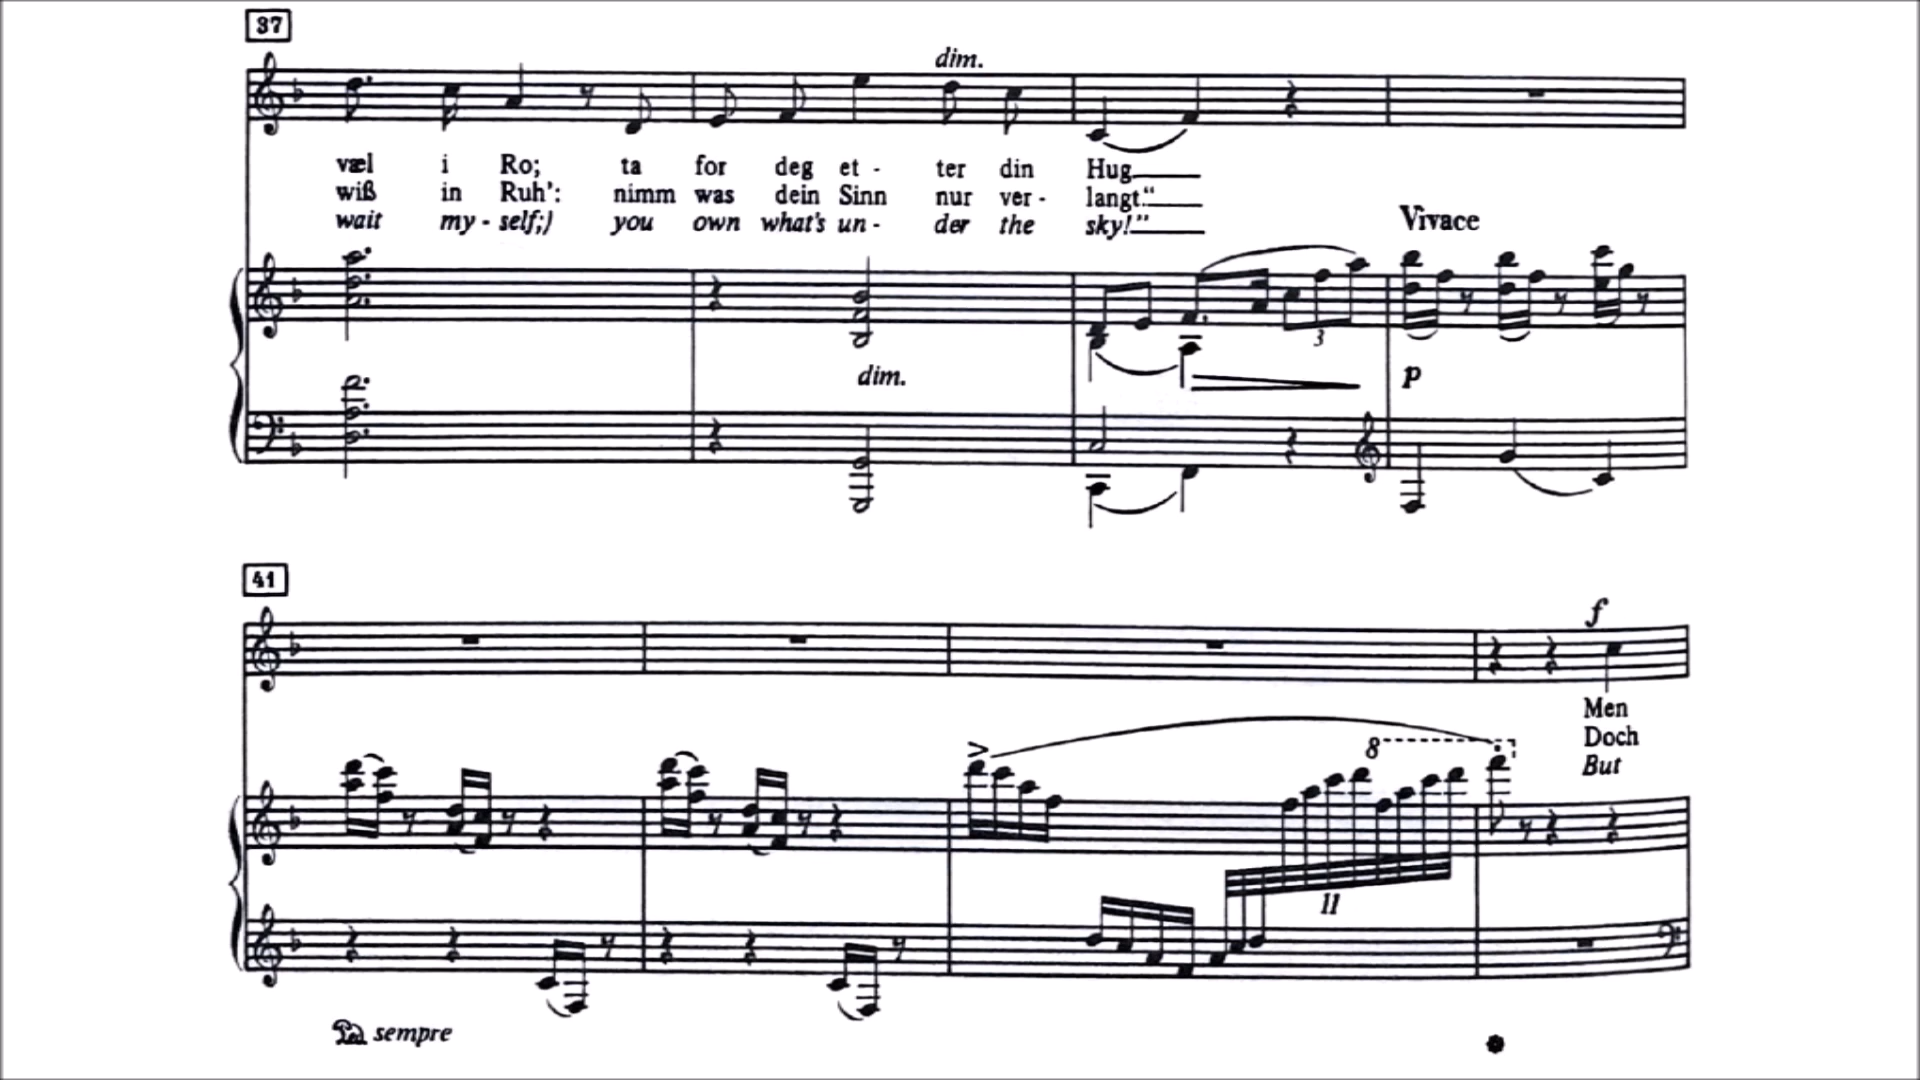 37
dim.
væl i Ro; ta for deg et - ter din Hug
wiß in Ruh': nimm was dein Sinn nur ver - langt.“
wait my - self;) you own what's un - der the sky!”
Vivace
3
dim.
p
41
f
Men
Doch
But
8
11
Ped sempre